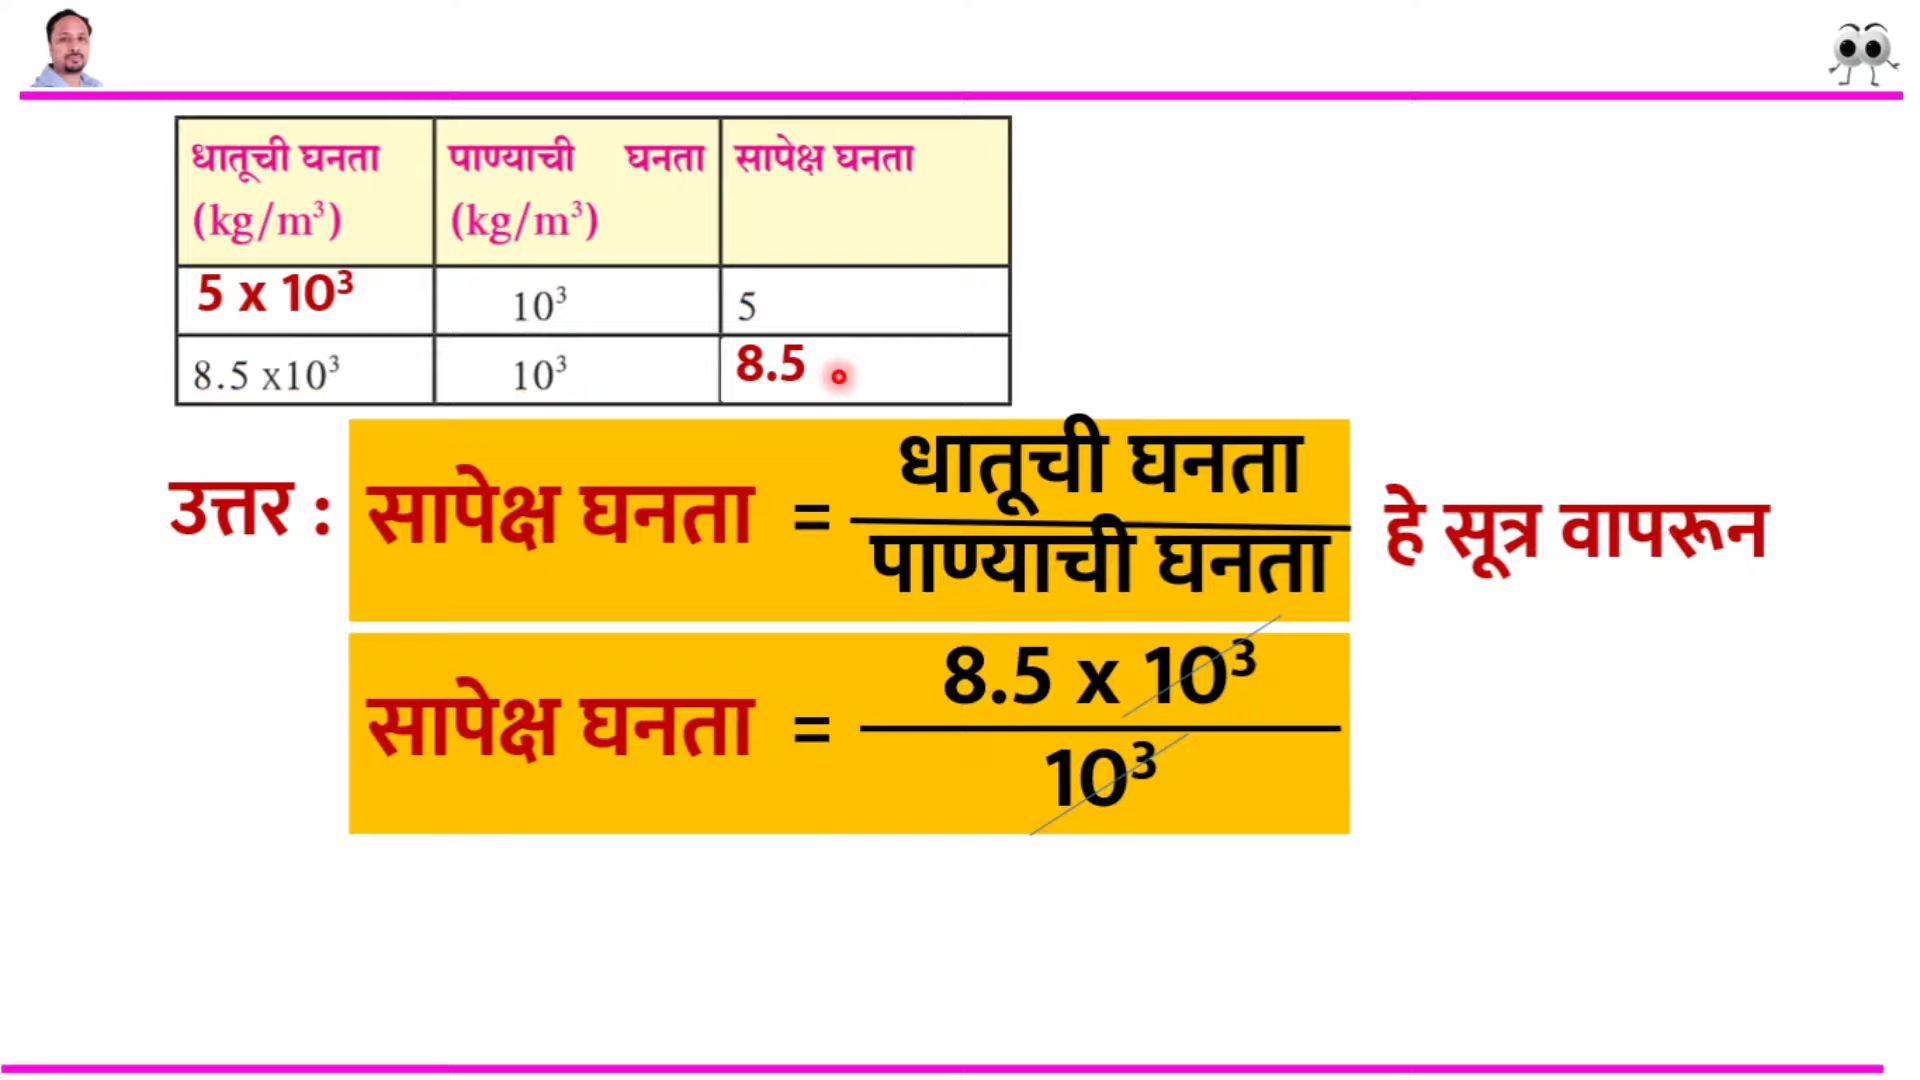 धातूची घनता (kg/m³) पाण्याची घनता (kg/m³) सापेक्ष घनता
5 x 10³ 10³ 5
8.5 x10³ 10³ 8.5
उत्तर : सापेक्ष घनता = धातूची घनता / पाण्याची घनता हे सूत्र वापरून
सापेक्ष घनता = 8.5 x 10³ / 10³